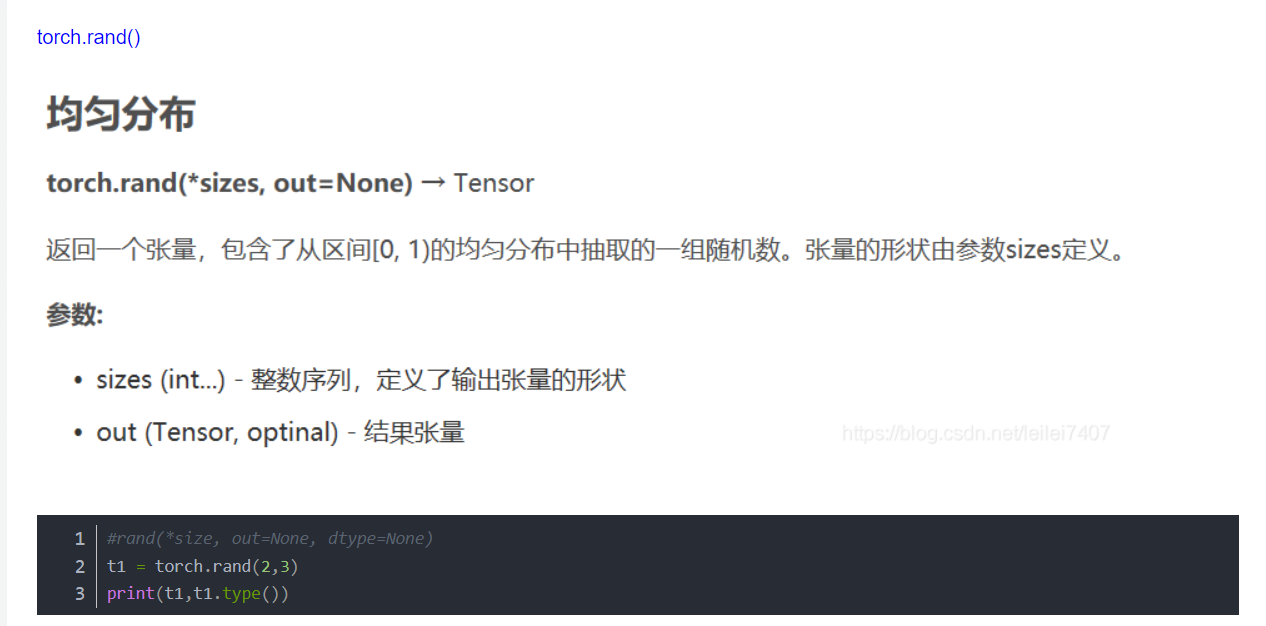 torch.rand()
均匀分布
torch.rand(*sizes, out=None) → Tensor
返回一个张量，包含了从区间[0, 1)的均匀分布中抽取的一组随机数。张量的形状由参数sizes定义。
参数:
• sizes (int...) - 整数序列，定义了输出张量的形状
• out (Tensor, optinal) - 结果张量
https://blog.csdn.net/leilei7407
1 #rand(*size, out=None, dtype=None)
2 t1 = torch.rand(2,3)
3 print(t1,t1.type())